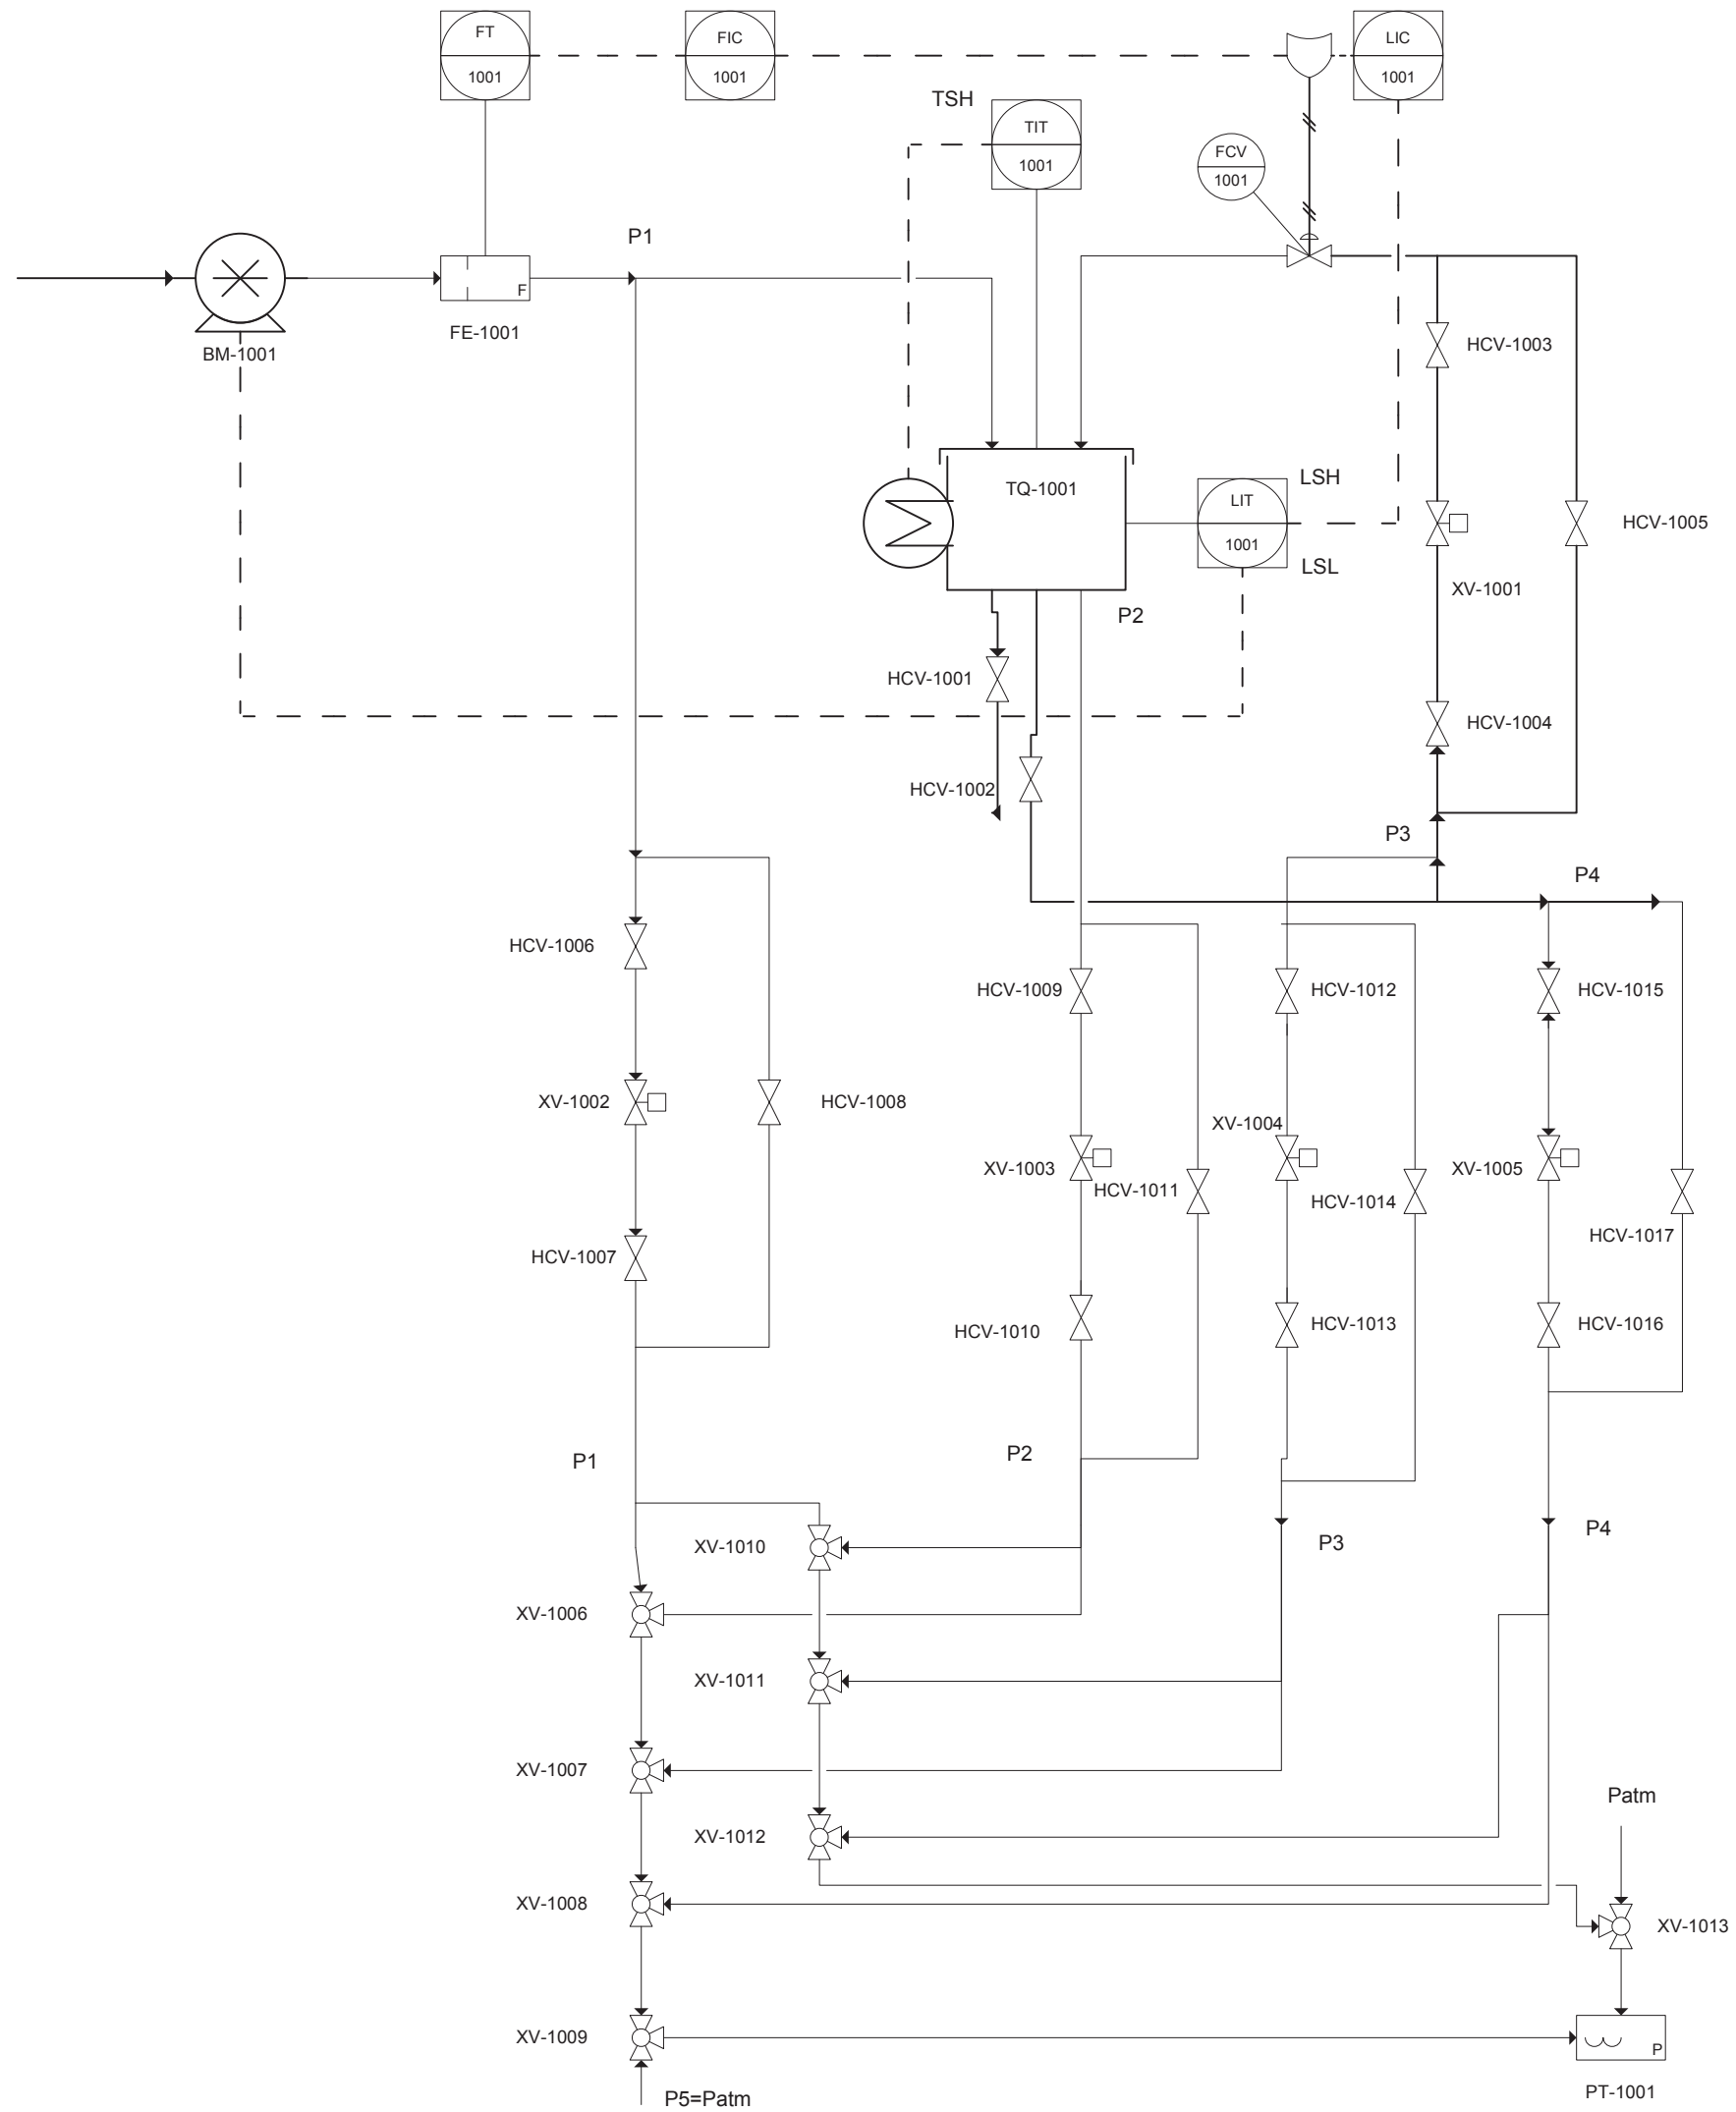 FT
1001
FIC
1001
LIC
1001
TSH
TIT
1001
FCV
1001
P1
F
FE-1001
BM-1001
HCV-1003
TQ-1001
LSH
LIT
1001
LSL
HCV-1005
XV-1001
P2
HCV-1001
HCV-1004
HCV-1002
P3
P4
HCV-1006
HCV-1009
HCV-1012
HCV-1015
XV-1002
HCV-1008
XV-1004
XV-1003
HCV-1011
HCV-1014
XV-1005
HCV-1017
HCV-1007
HCV-1010
HCV-1013
HCV-1016
P1
P2
P3
P4
XV-1010
XV-1006
XV-1011
XV-1007
Patm
XV-1012
XV-1008
XV-1013
XV-1009
P
P5=Patm
PT-1001